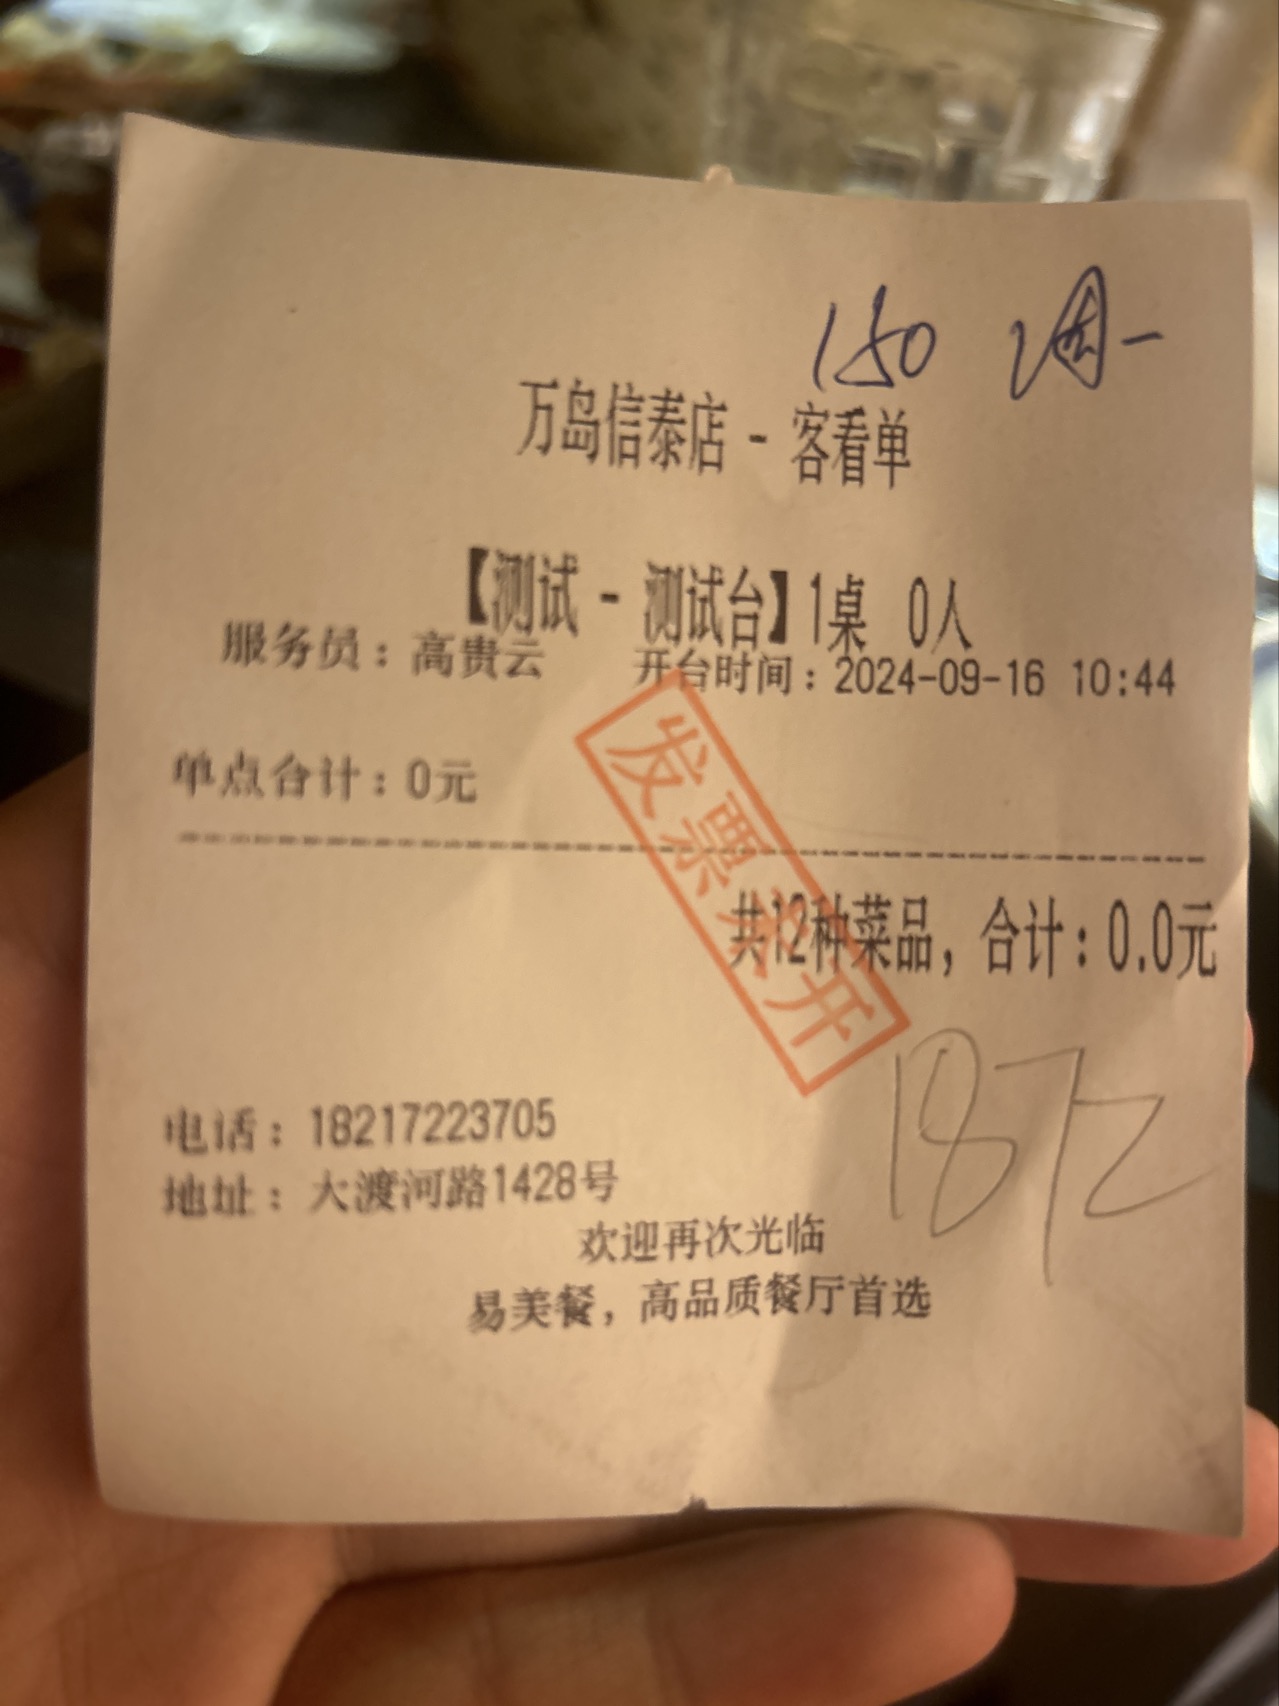 150 周一
万岛信泰店 - 客看单
【测试 - 测试台】1桌 0人
服务员：高贵云 开台时间：2024-09-16 10:44
单点合计：0元
发票已开
共12种菜品，合计：0.0元
187
电话：18217223705
地址：大渡河路1428号
欢迎再次光临
易美餐，高品质餐厅首选